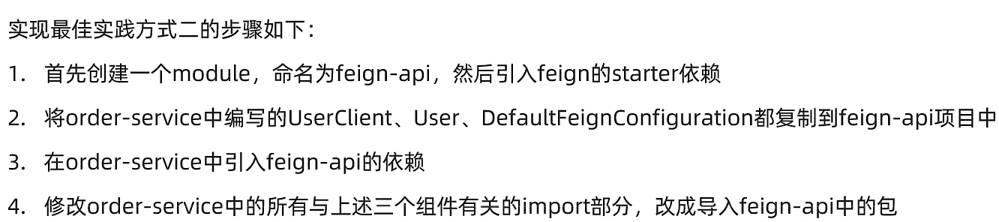 实现最佳实践方式二的步骤如下：
1. 首先创建一个module，命名为feign-api，然后引入feign的starter依赖
2. 将order-service中编写的UserClient、User、DefaultFeignConfiguration都复制到feign-api项目中
3. 在order-service中引入feign-api的依赖
4. 修改order-service中的所有与上述三个组件有关的import部分，改成导入feign-api中的包